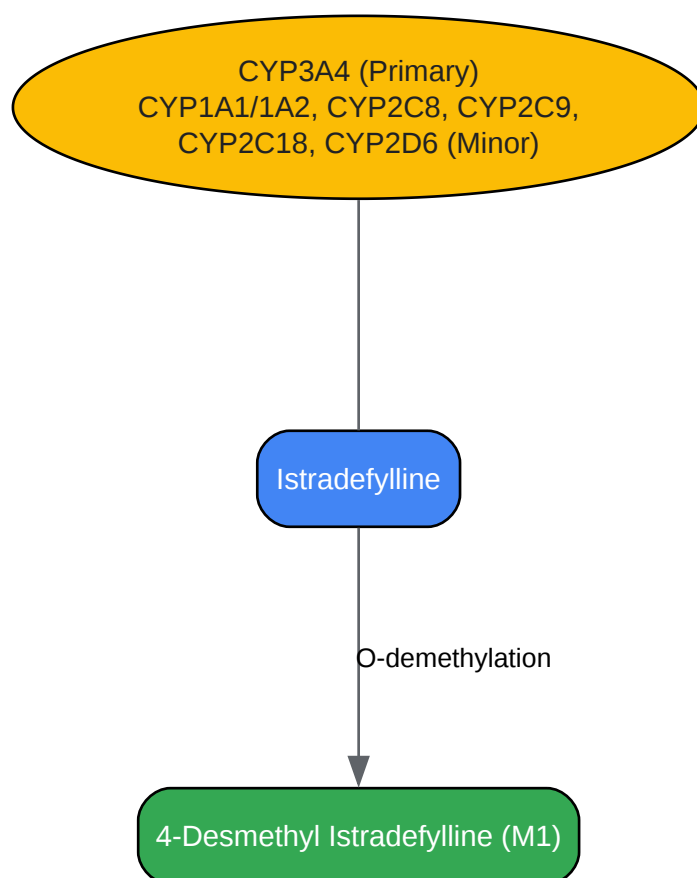 CYP3A4 (Primary)
CYP1A1/1A2, CYP2C8, CYP2C9,
CYP2C18, CYP2D6 (Minor)
Istradefylline
O-demethylation
4-Desmethyl Istradefylline (M1)